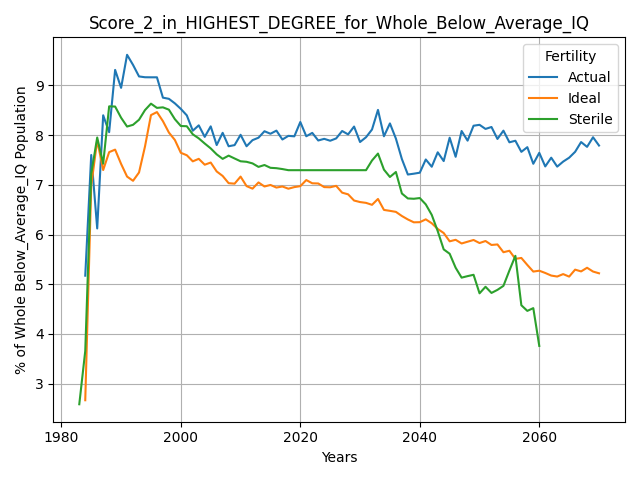 Score_2_in_HIGHEST_DEGREE_for_Whole_Below_Average_IQ
Fertility
Actual
Ideal
Sterile
% of Whole Below_Average_IQ Population
9
8
7
6
5
4
3
1980
2000
2020
2040
2060
Years